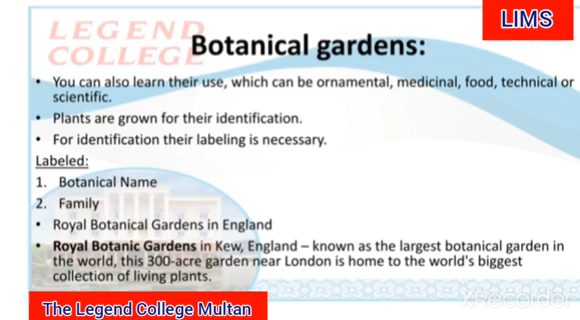 LIMS
LEGEND
COLLEGE
Botanical gardens:
• You can also learn their use, which can be ornamental, medicinal, food, technical or
scientific.
• Plants are grown for their identification.
• For identification their labeling is necessary.
Labeled:
1. Botanical Name
2. Family
• Royal Botanical Gardens in England
• Royal Botanic Gardens in Kew, England – known as the largest botanical garden in
the world, this 300-acre garden near London is home to the world's biggest
collection of living plants.
The Legend College Multan
XRecorder